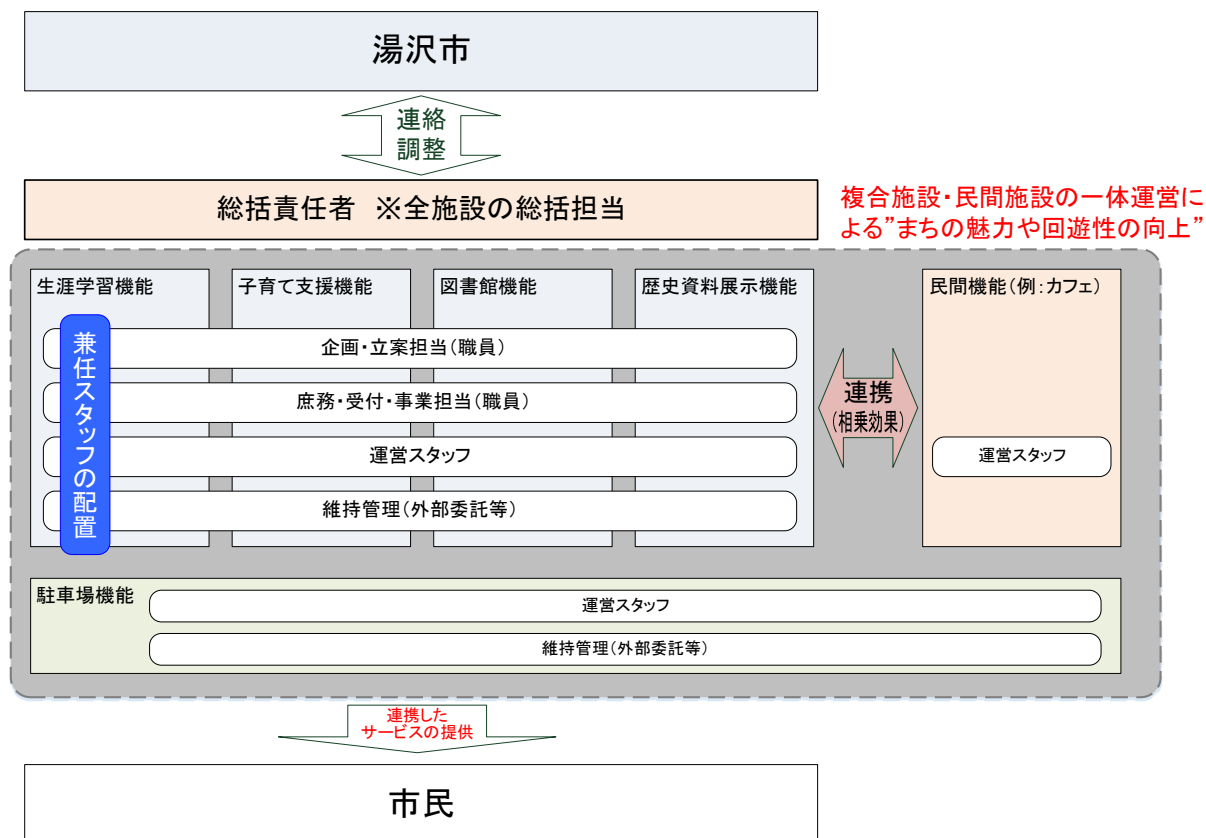 湯沢市
連絡
調整
総括責任者 ※全施設の総括担当
複合施設・民間施設の一体運営に
よる”まちの魅力や回遊性の向上”
生涯学習機能
子育て支援機能
図書館機能
歴史資料展示機能
民間機能(例:カフェ)
兼任スタッフの配置
企画・立案担当(職員)
庶務・受付・事業担当(職員)
運営スタッフ
維持管理(外部委託等)
連携
(相乗効果)
運営スタッフ
駐車場機能
運営スタッフ
維持管理(外部委託等)
連携した
サービスの提供
市民